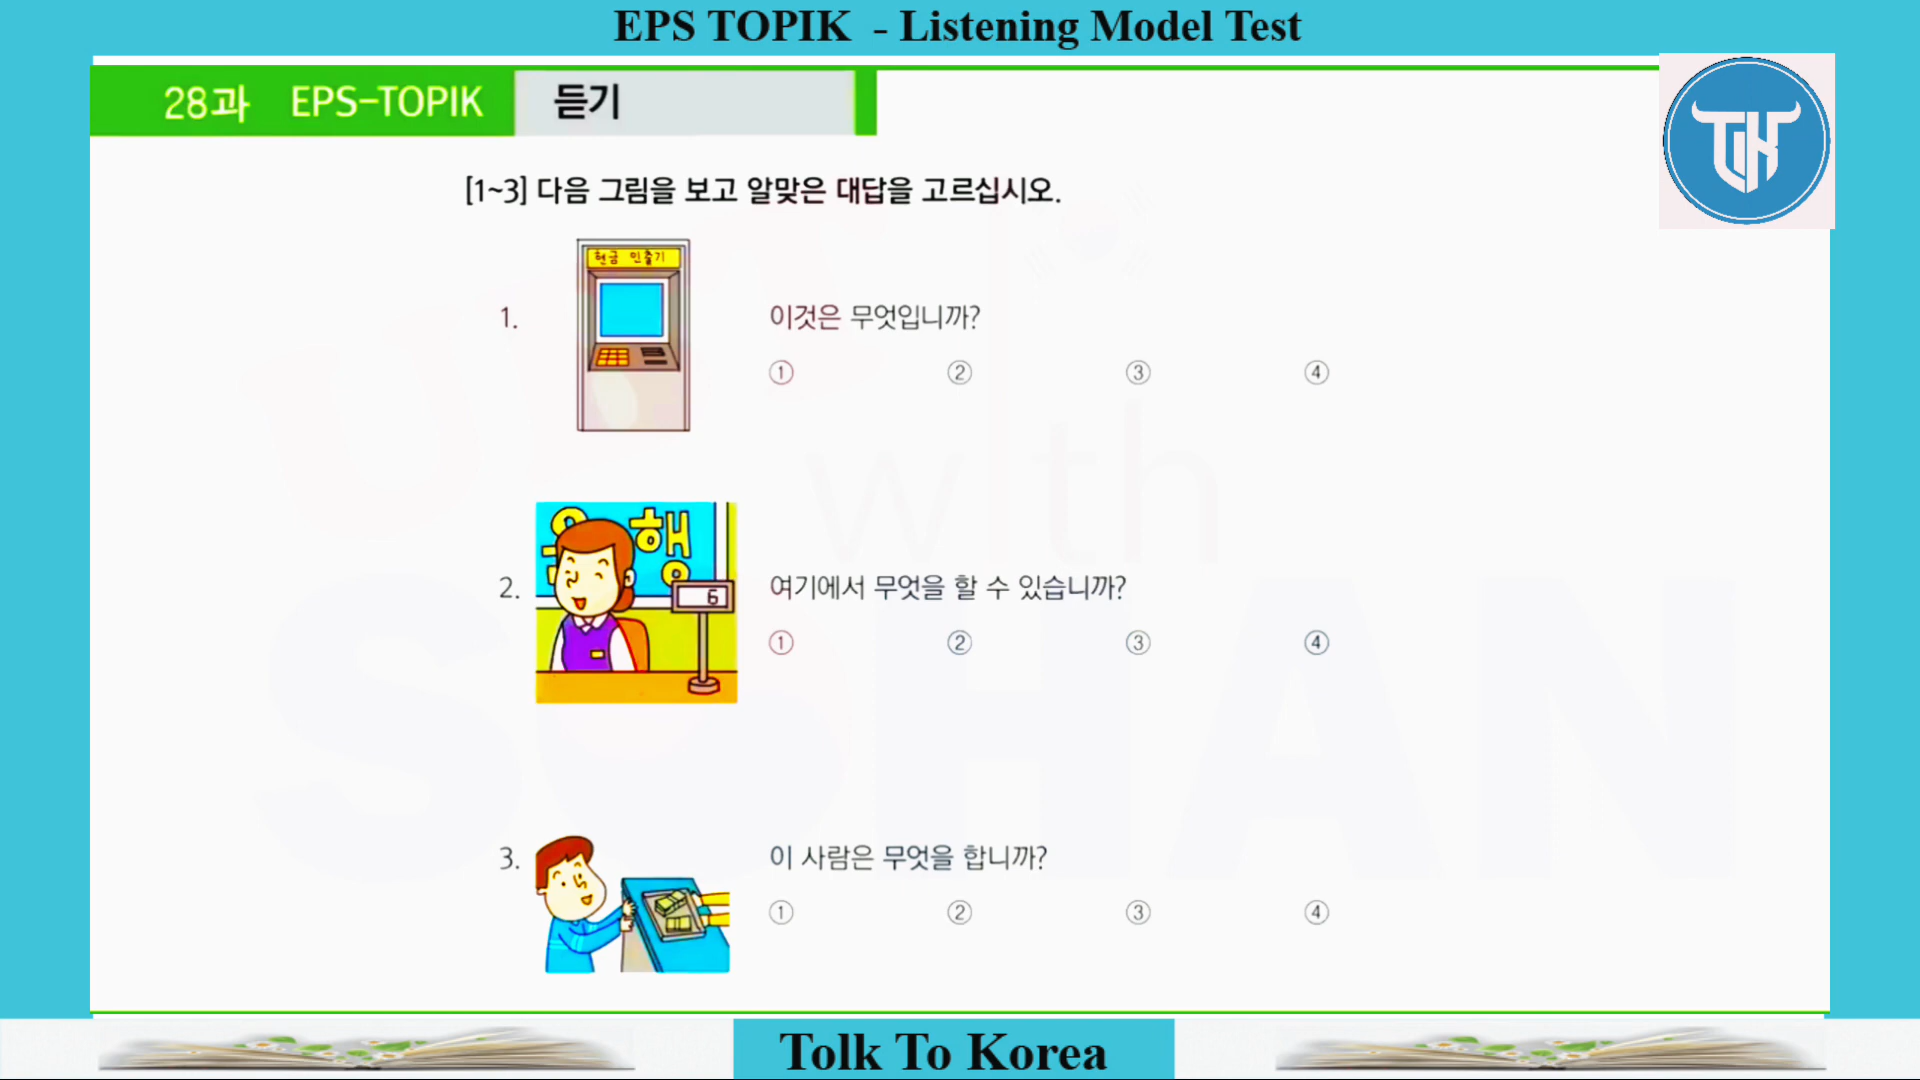 EPS TOPIK - Listening Model Test
28과 EPS-TOPIK 듣기
[1~3] 다음 그림을 보고 알맞은 대답을 고르십시오.
현금 인출기
1. 이것은 무엇입니까?
① ② ③ ④
은행
6
2. 여기에서 무엇을 할 수 있습니까?
① ② ③ ④
3. 이 사람은 무엇을 합니까?
① ② ③ ④
with
Tolk To Korea